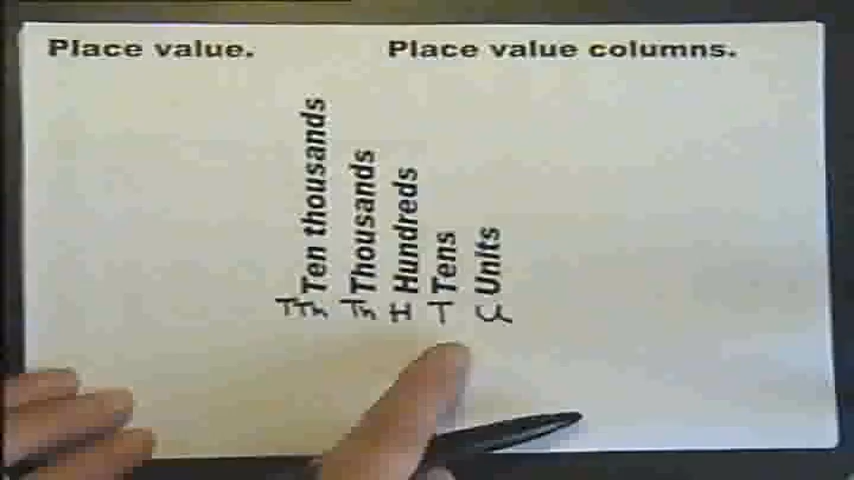 Place value.
Place value columns.
Ten thousands
Thousands
Hundreds
Tens
Units
TTh
Th
H
T
U